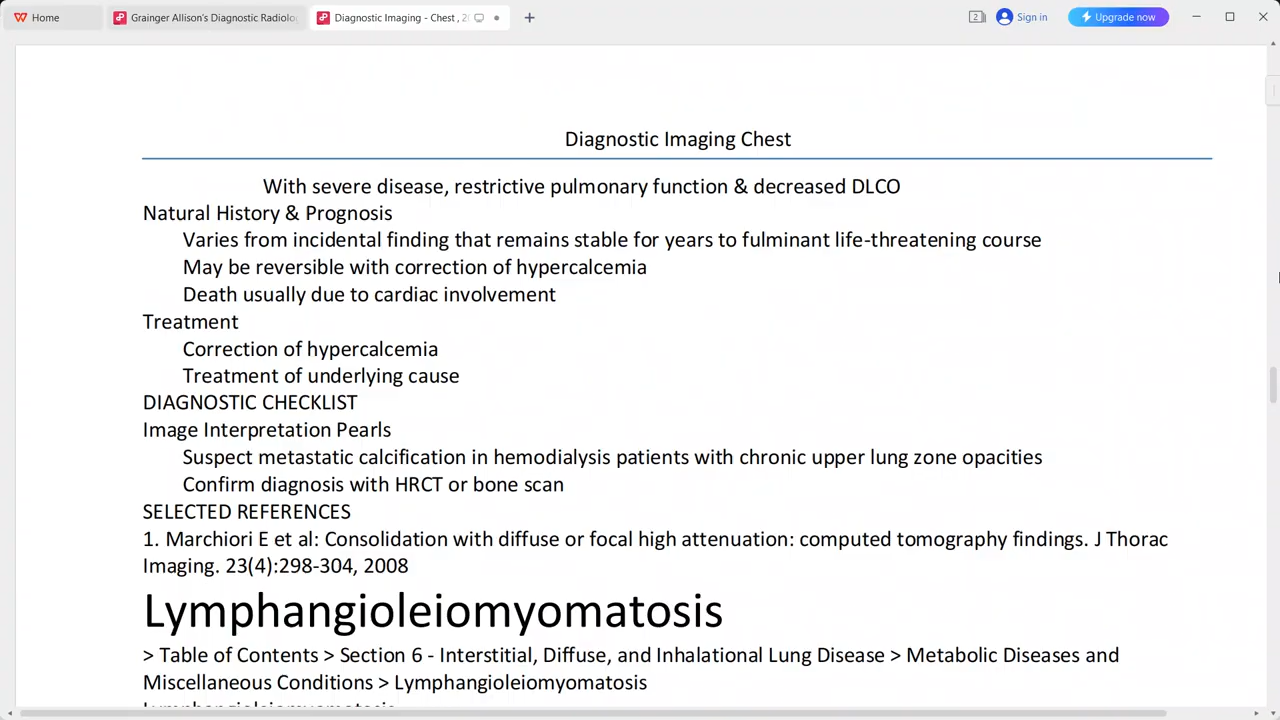 Home
Grainger Allison's Diagnostic Radiolog
Diagnostic Imaging - Chest , 2
2
Sign in
Upgrade now
Diagnostic Imaging Chest
With severe disease, restrictive pulmonary function & decreased DLCO
Natural History & Prognosis
Varies from incidental finding that remains stable for years to fulminant life-threatening course
May be reversible with correction of hypercalcemia
Death usually due to cardiac involvement
Treatment
Correction of hypercalcemia
Treatment of underlying cause
DIAGNOSTIC CHECKLIST
Image Interpretation Pearls
Suspect metastatic calcification in hemodialysis patients with chronic upper lung zone opacities
Confirm diagnosis with HRCT or bone scan
SELECTED REFERENCES
1. Marchiori E et al: Consolidation with diffuse or focal high attenuation: computed tomography findings. J Thorac
Imaging. 23(4):298-304, 2008
Lymphangioleiomyomatosis
> Table of Contents > Section 6 - Interstitial, Diffuse, and Inhalational Lung Disease > Metabolic Diseases and
Miscellaneous Conditions > Lymphangioleiomyomatosis
Lymphangioleiomyomatosis